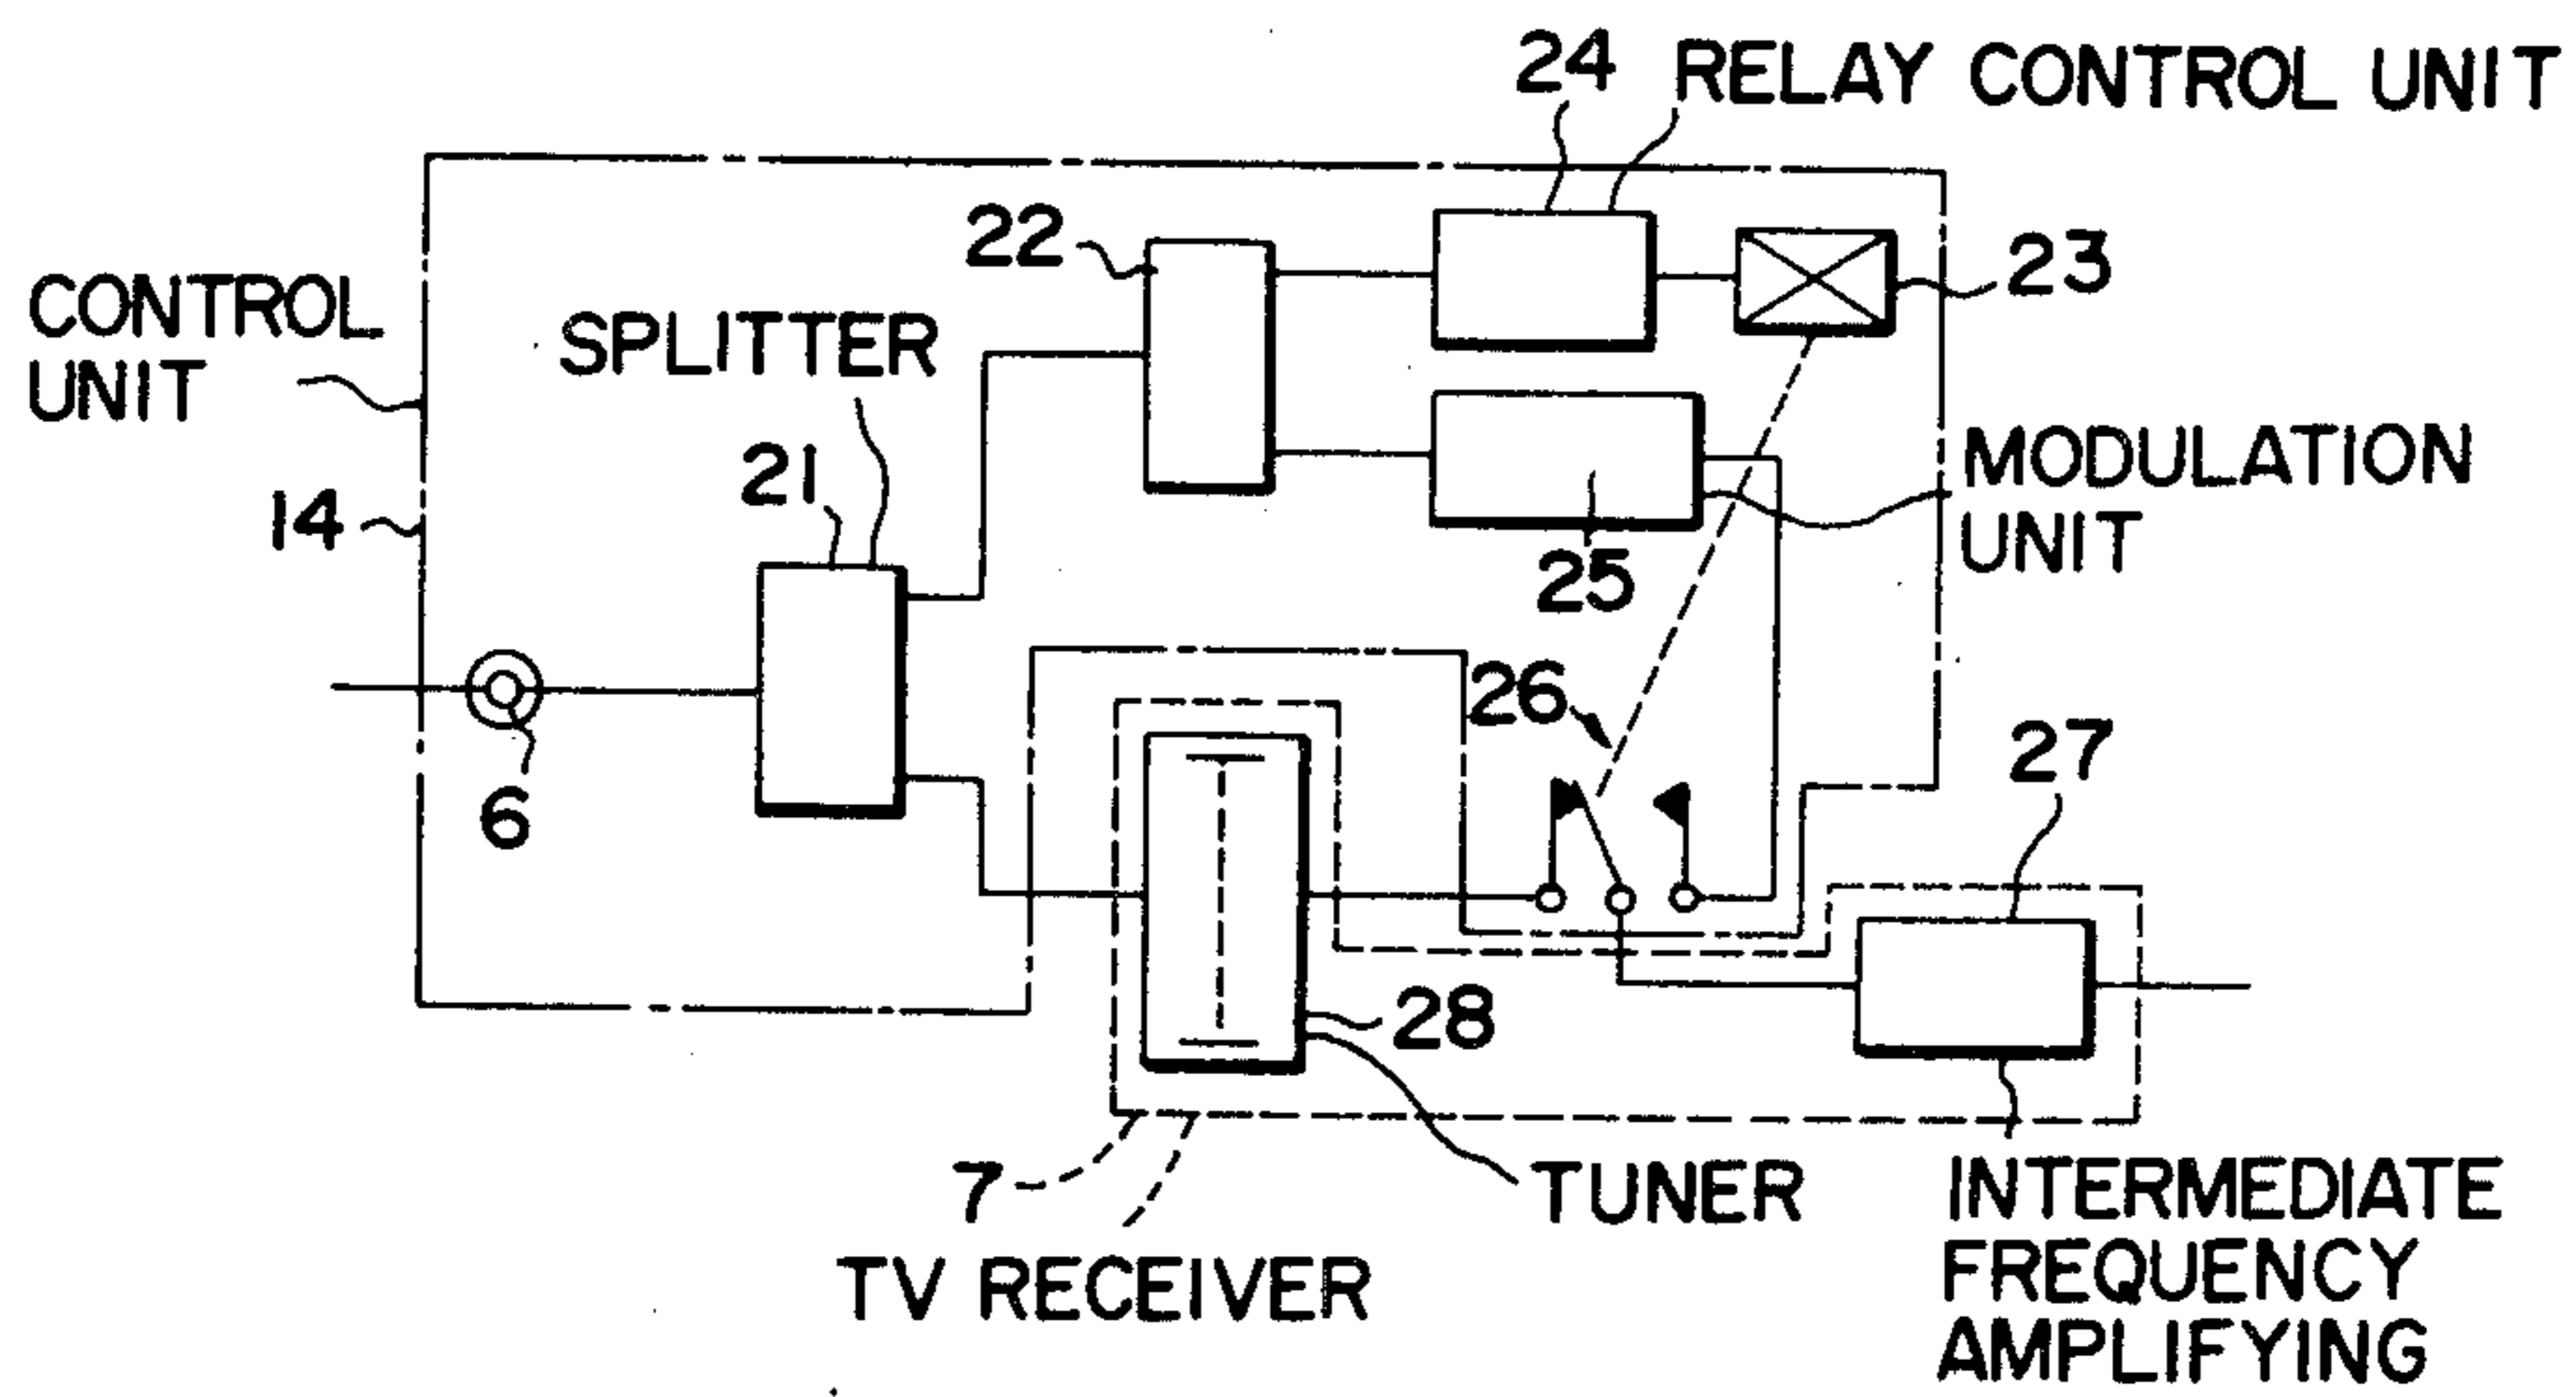 24 RELAY CONTROL UNIT
22
23
CONTROL
UNIT
SPLITTER
21
14
MODULATION
UNIT
25
26
6
27
28
7
TUNER
TV RECEIVER
INTERMEDIATE
FREQUENCY
AMPLIFYING